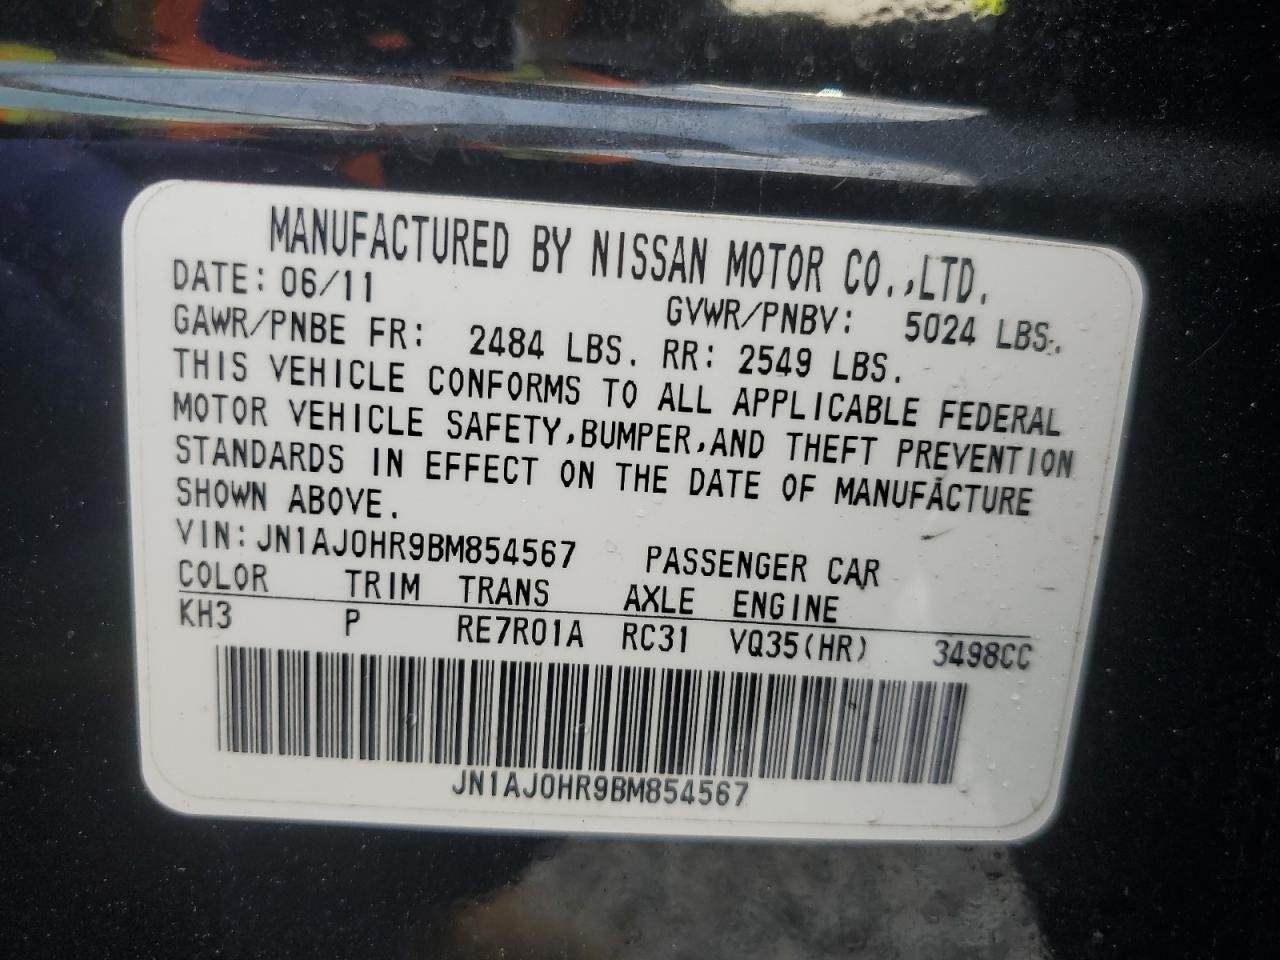 MANUFACTURED BY NISSAN MOTOR CO.,LTD.
DATE: 06/11 GVWR/PNBV: 5024 LBS.
GAWR/PNBE FR: 2484 LBS. RR: 2549 LBS.
THIS VEHICLE CONFORMS TO ALL APPLICABLE FEDERAL
MOTOR VEHICLE SAFETY,BUMPER,AND THEFT PREVENTION
STANDARDS IN EFFECT ON THE DATE OF MANUFACTURE
SHOWN ABOVE.
VIN: JN1AJ0HR9BM854567 PASSENGER CAR
COLOR TRIM TRANS AXLE ENGINE
KH3 P RE7R01A RC31 VQ35(HR) 3498CC
JN1AJ0HR9BM854567